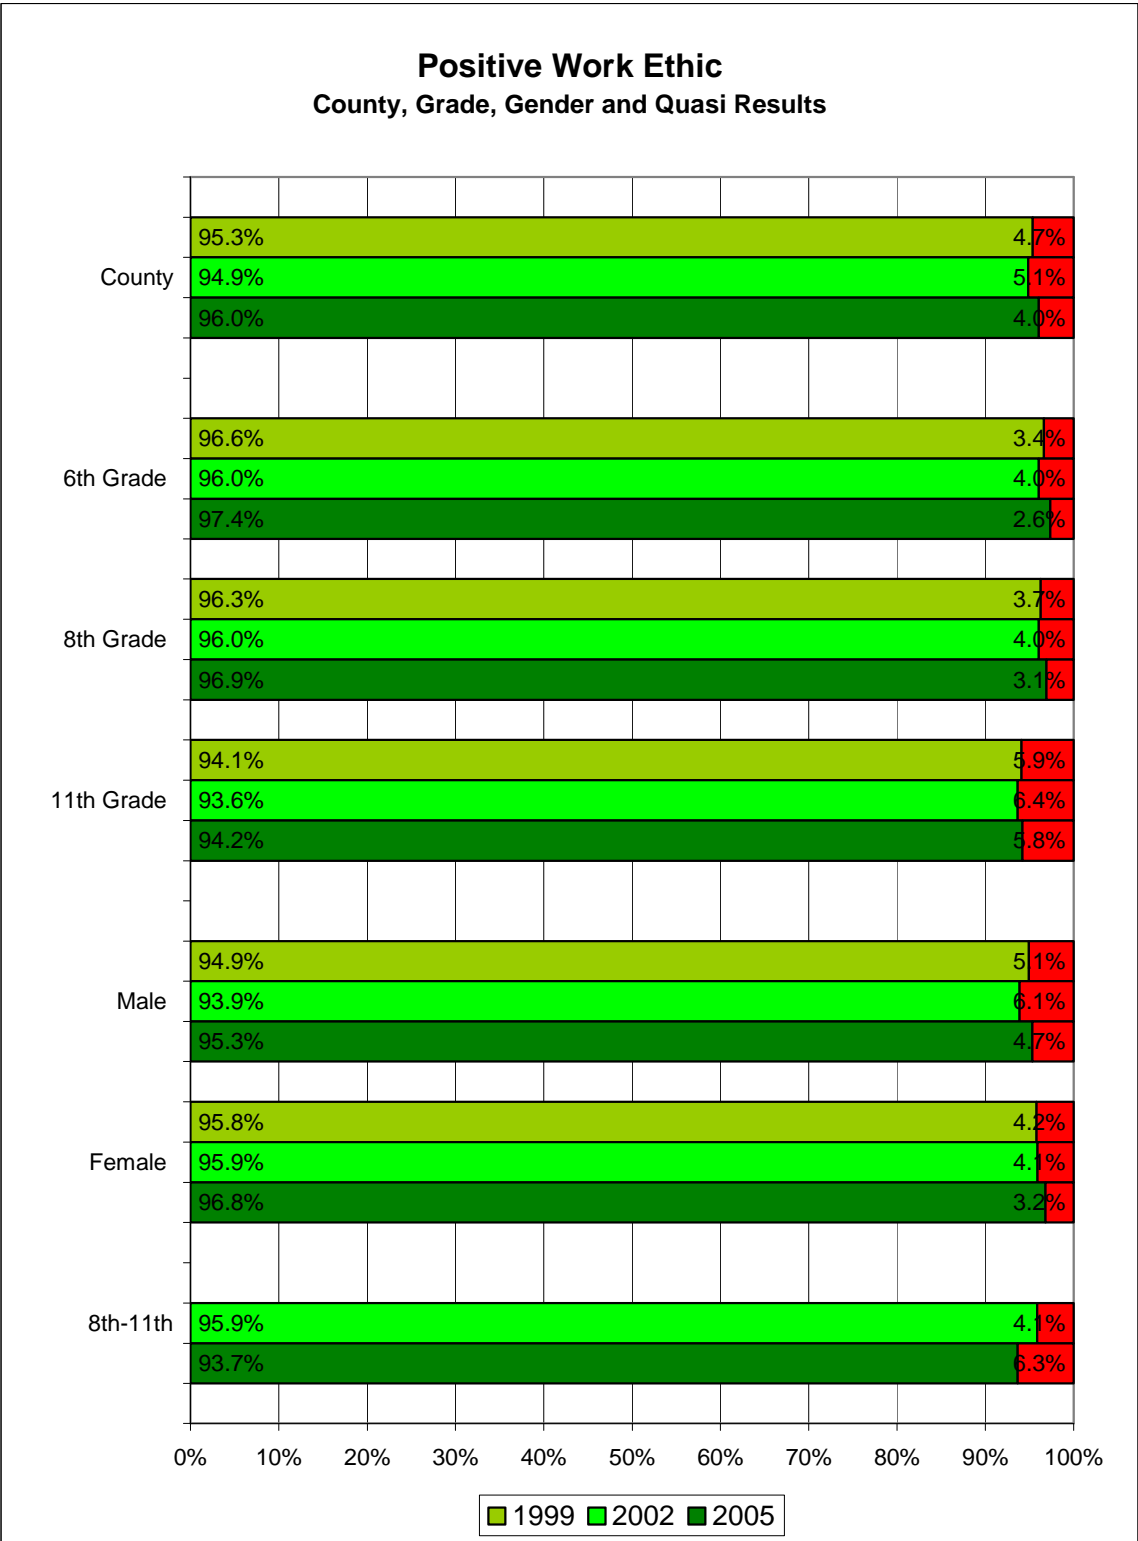 Positive Work Ethic
County, Grade, Gender and Quasi Results
95.3% 4.7%
County
94.9% 5.1%
96.0% 4.0%
96.6% 3.4%
6th Grade
96.0% 4.0%
97.4% 2.6%
96.3% 3.7%
8th Grade
96.0% 4.0%
96.9% 3.1%
94.1% 5.9%
11th Grade
93.6% 6.4%
94.2% 5.8%
94.9% 5.1%
Male
93.9% 6.1%
95.3% 4.7%
95.8% 4.2%
Female
95.9% 4.1%
96.8% 3.2%
8th-11th
95.9% 4.1%
93.7% 6.3%
0% 10% 20% 30% 40% 50% 60% 70% 80% 90% 100%
1999 2002 2005